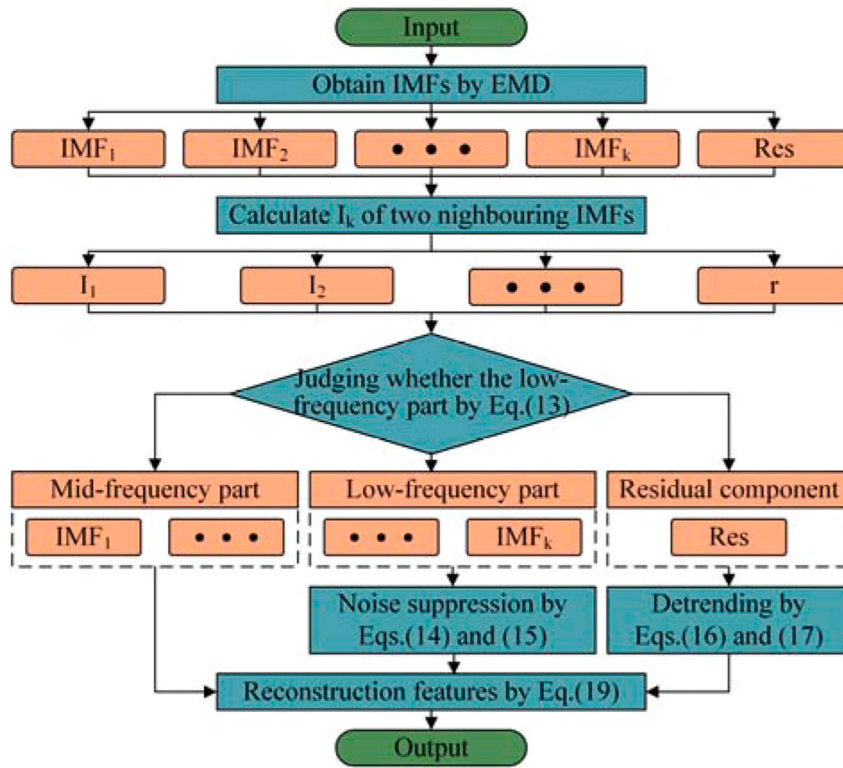 Input
Obtain IMFs by EMD
IMF₁ IMF₂ • • • IMFₖ Res
Calculate Iₖ of two neighbouring IMFs
I₁ I₂ • • • r
Judging whether the low-
frequency part by Eq.(13)
Mid-frequency part Low-frequency part Residual component
IMF₁ • • • • • • IMFₖ Res
Noise suppression by
Eqs.(14) and (15)
Detrending by
Eqs.(16) and (17)
Reconstruction features by Eq.(19)
Output